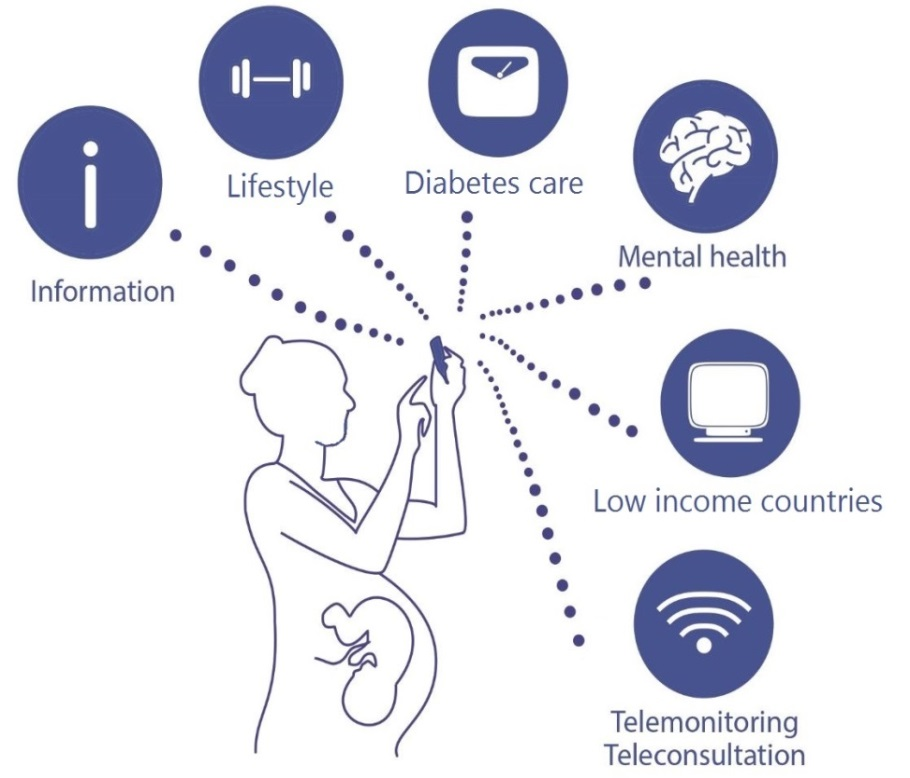 Information
Lifestyle
Diabetes care
Mental health
Low income countries
Telemonitoring
Teleconsultation